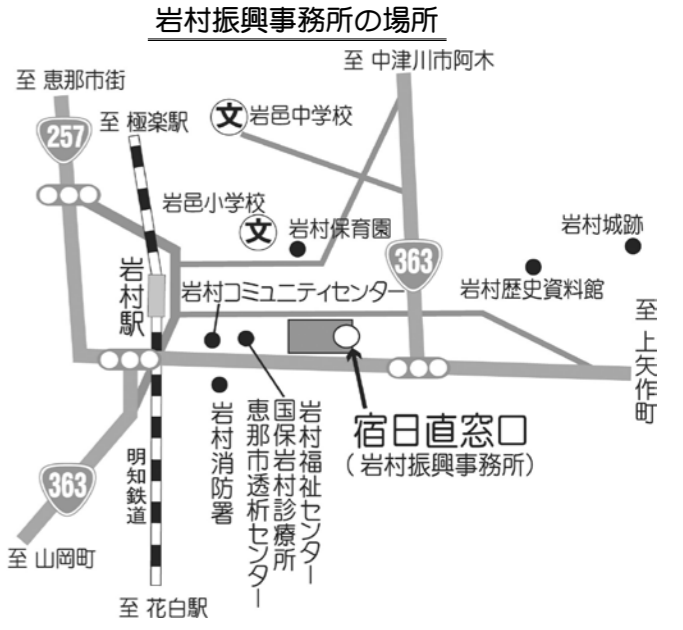 岩村振興事務所の場所
至 中津川市阿木
至 恵那市街
257
至 極楽駅
文
岩邑中学校
岩邑小学校
文
岩村保育園
岩村城跡
363
岩村歴史資料館
岩村駅
岩村コミュニティセンター
至 上矢作町
宿日直窓口
(岩村振興事務所)
岩村福祉センター
国保岩村診療所
恵那市透析センター
岩村消防署
明知鉄道
363
至 山岡町
至 花白駅